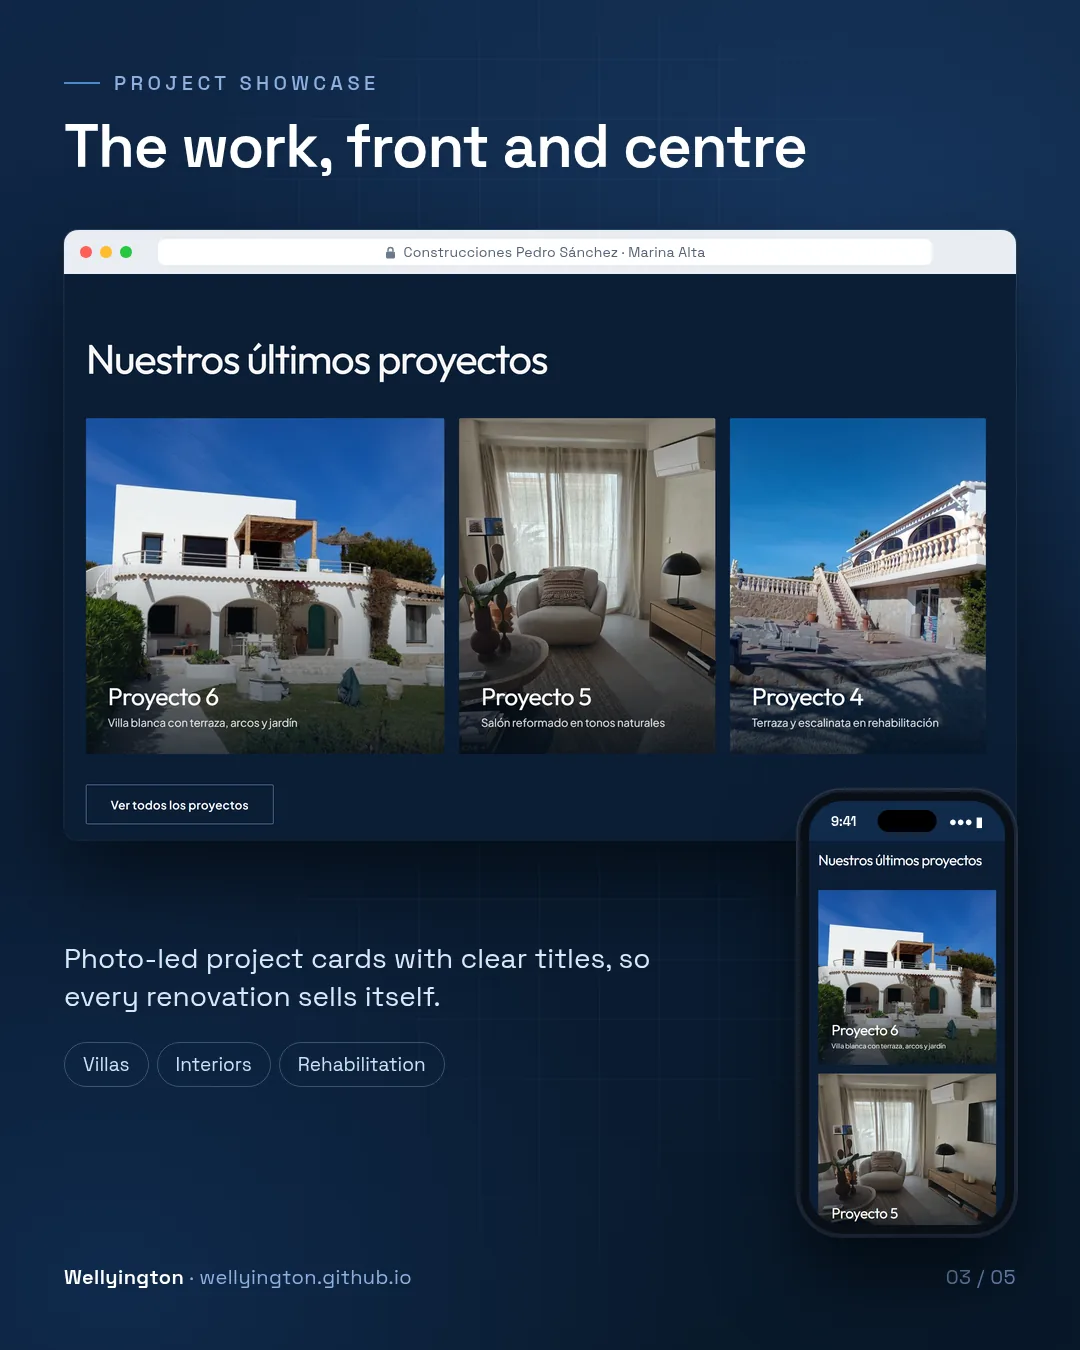 PROJECT SHOWCASE
The work, front and centre
Construcciones Pedro Sánchez · Marina Alta
Nuestros últimos proyectos
Proyecto 6
Villa blanca con terraza, arcos y jardín
Proyecto 5
Salón reformado en tonos naturales
Proyecto 4
Terraza y escalinata en rehabilitación
Ver todos los proyectos
9:41
Nuestros últimos proyectos
Proyecto 6
Villa blanca con terraza, arcos y jardín
Proyecto 5
Photo-led project cards with clear titles, so
every renovation sells itself.
Villas
Interiors
Rehabilitation
Wellyington · wellyington.github.io
03 / 05